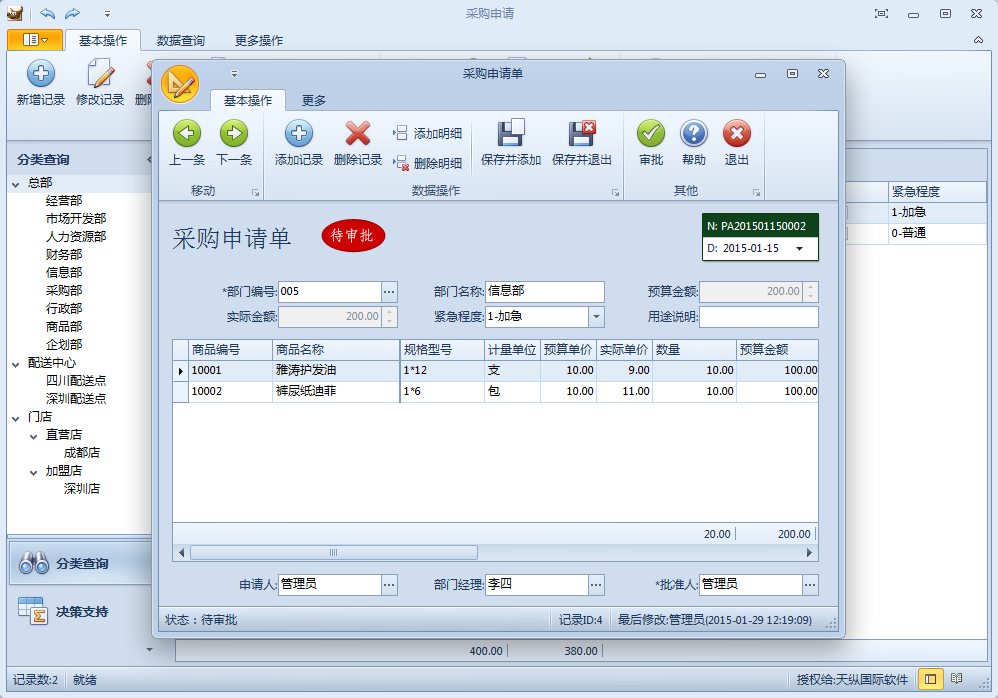 采购申请
基本操作 数据查询 更多操作
新增记录 修改记录
分类查询
总部
经营部
市场开发部
人力资源部
财务部
信息部
采购部
行政部
商品部
企划部
配送中心
四川配送点
深圳配送点
门店
直营店
成都店
加盟店
深圳店
分类查询
决策支持
紧急程度
1-加急
0-普通
采购申请单
基本操作 更多
上一条 下一条 添加记录 删除记录 添加明细 删除明细 保存并添加 保存并退出 审批 帮助 退出
移动 数据操作 其他
采购申请单 待审批
N: PA201501150002
D: 2015-01-15
*部门编号: 005 部门名称: 信息部 预算金额: 200.00
实际金额: 200.00 紧急程度: 1-加急 用途说明:
商品编号 商品名称 规格型号 计量单位 预算单价 实际单价 数量 预算金额
10001 雅涛护发油 1*12 支 10.00 9.00 10.00 100.00
10002 裤尿纸迪菲 1*6 包 10.00 11.00 10.00 100.00
20.00 200.00
申请人: 管理员 部门经理: 李四 *批准人: 管理员
状态：待审批 记录ID:4 最后修改:管理员(2015-01-29 12:19:09)
400.00 380.00
记录数:2 就绪 授权给:天纵国际软件